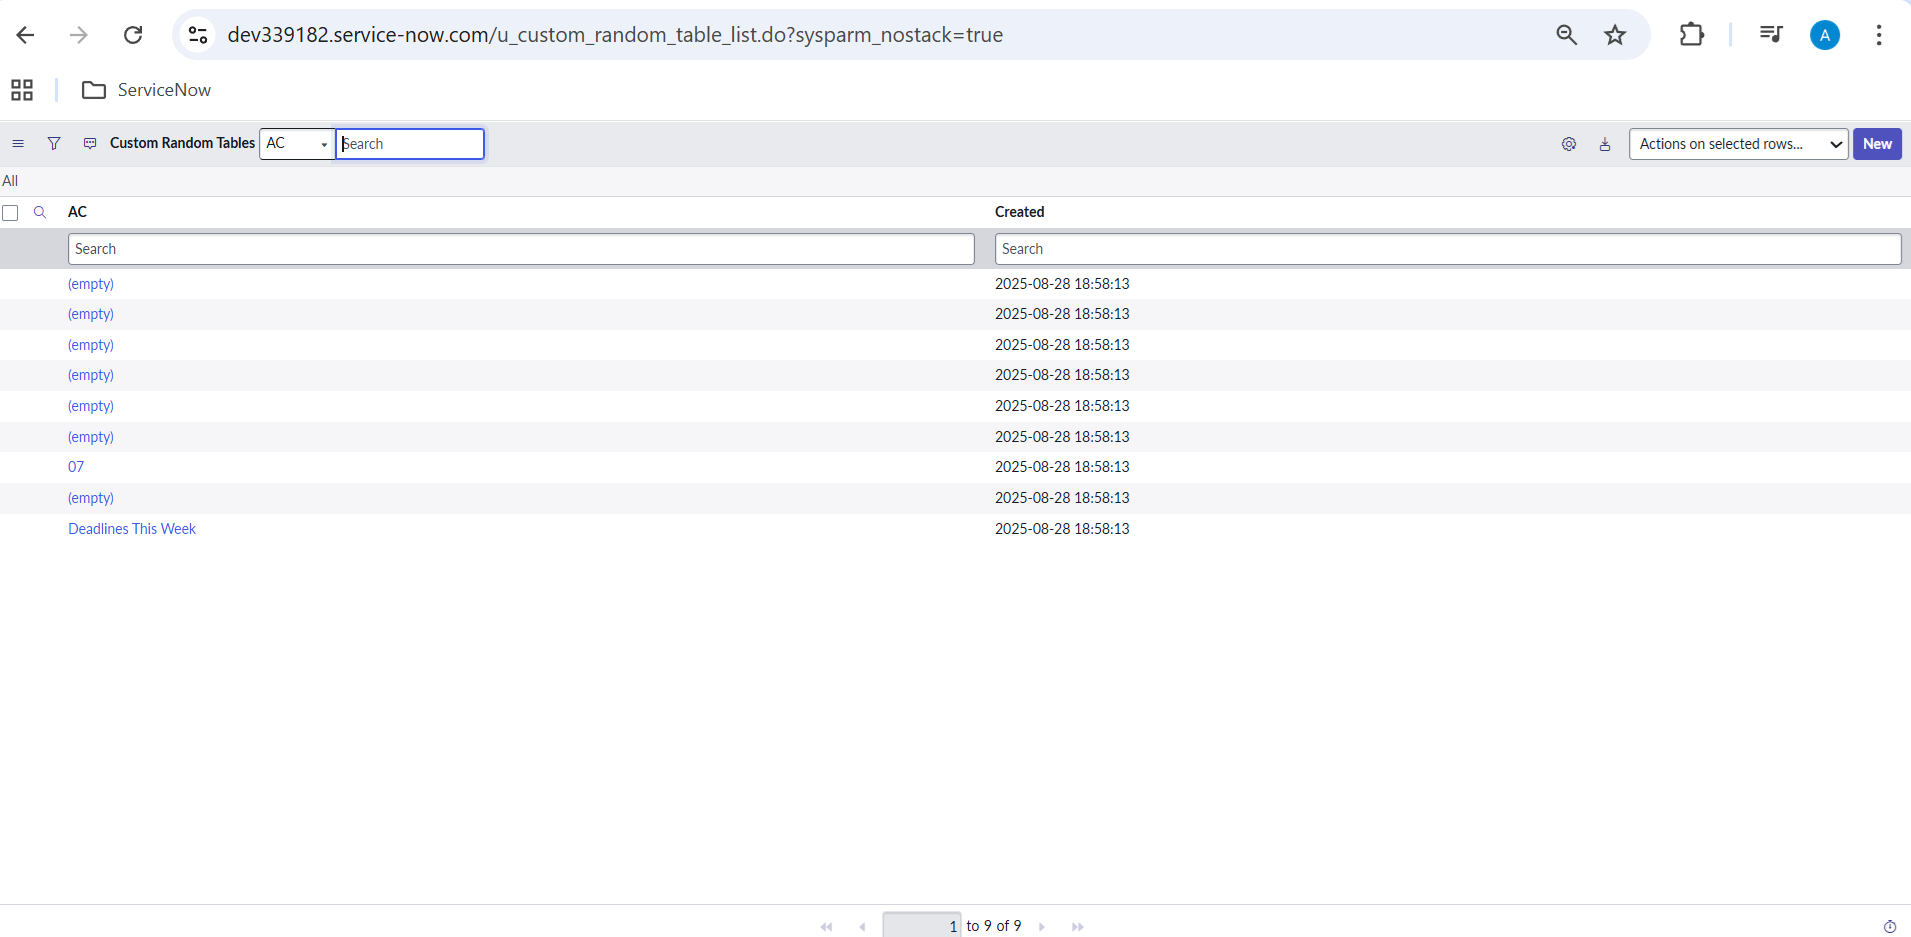 dev339182.service-now.com/u_custom_random_table_list.do?sysparm_nostack=true
A
ServiceNow
Custom Random Tables AC Search Actions on selected rows... New
All
AC Created
Search Search
(empty) 2025-08-28 18:58:13
(empty) 2025-08-28 18:58:13
(empty) 2025-08-28 18:58:13
(empty) 2025-08-28 18:58:13
(empty) 2025-08-28 18:58:13
(empty) 2025-08-28 18:58:13
07 2025-08-28 18:58:13
(empty) 2025-08-28 18:58:13
Deadlines This Week 2025-08-28 18:58:13
1 to 9 of 9